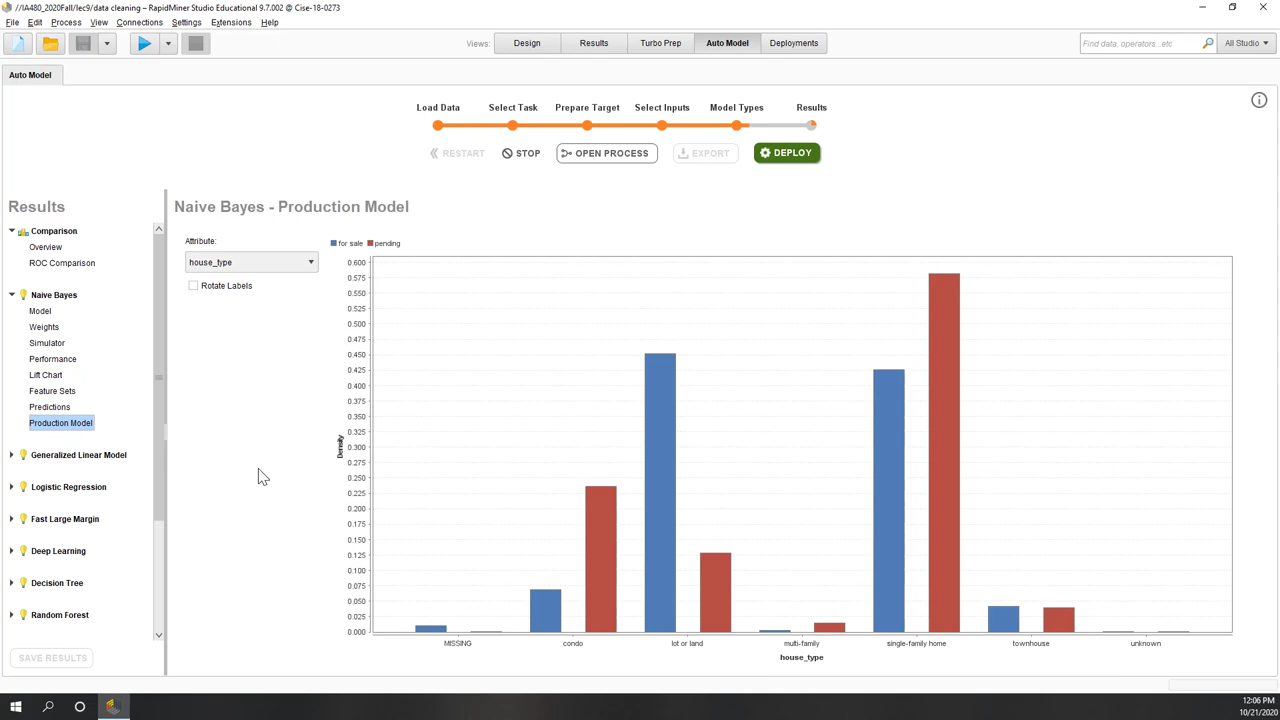 //IA480_2020Fall/lec9/data cleaning – RapidMiner Studio Educational 9.7.002 @ Cise-18-0273
File Edit Process View Connections Settings Extensions Help
Views: Design Results Turbo Prep Auto Model Deployments
Find data, operators...etc
All Studio
Auto Model
Load Data Select Task Prepare Target Select Inputs Model Types Results
RESTART STOP OPEN PROCESS EXPORT DEPLOY
Results
Comparison
Overview
ROC Comparison
Naive Bayes
Model
Weights
Simulator
Performance
Lift Chart
Feature Sets
Predictions
Production Model
Generalized Linear Model
Logistic Regression
Fast Large Margin
Deep Learning
Decision Tree
Random Forest
SAVE RESULTS
Naive Bayes - Production Model
Attribute:
house_type
Rotate Labels
for sale pending
0.600
0.575
0.550
0.525
0.500
0.475
0.450
0.425
0.400
0.375
0.350
0.325
0.300
0.275
0.250
0.225
0.200
0.175
0.150
0.125
0.100
0.075
0.050
0.025
0.000
Density
MISSING condo lot or land multi-family single-family home townhouse unknown
house_type
12:06 PM
10/21/2020